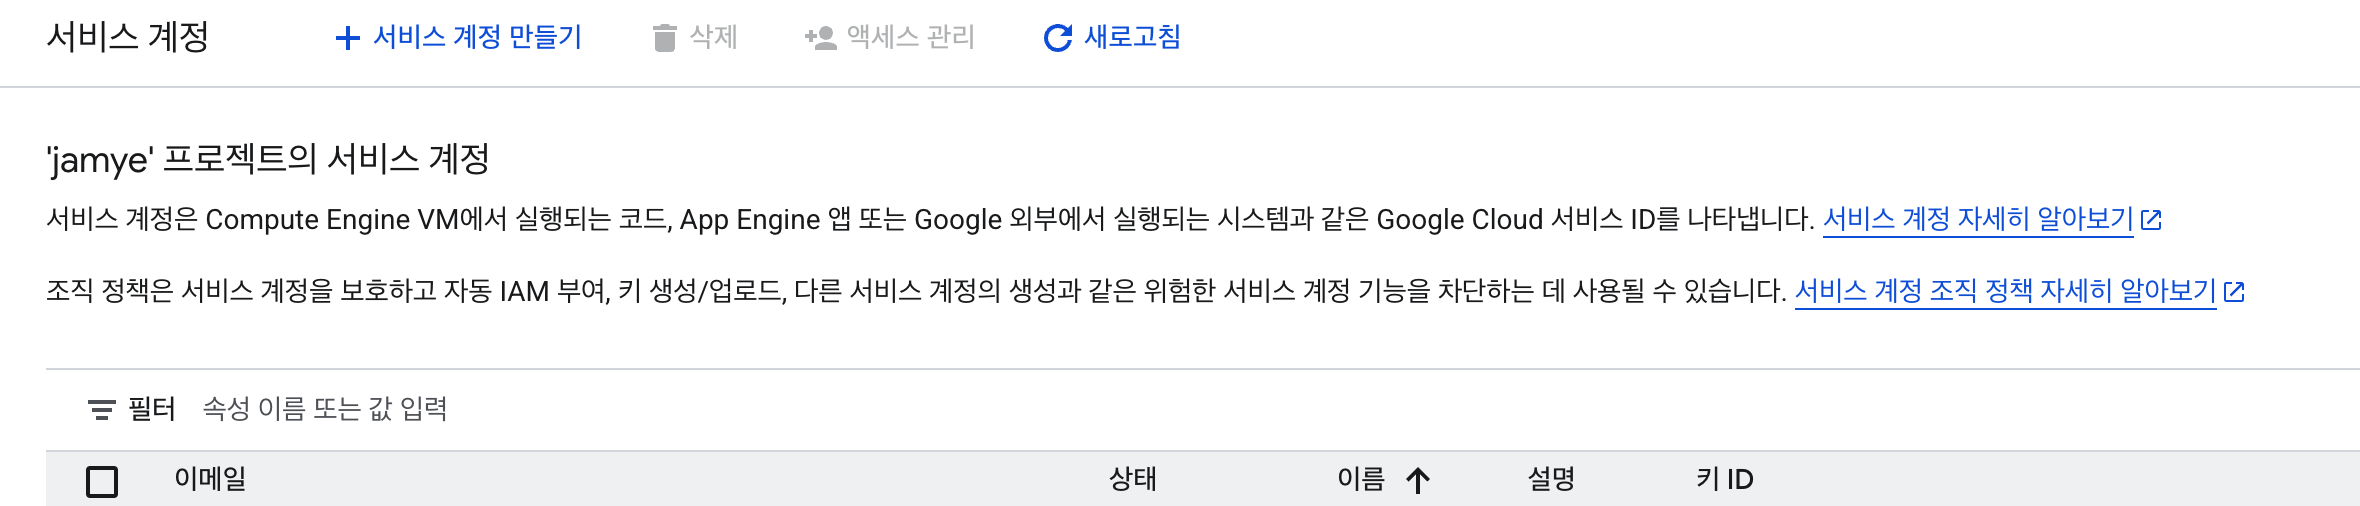 서비스 계정 서비스 계정 만들기 삭제 액세스 관리 새로고침
'jamye' 프로젝트의 서비스 계정
서비스 계정은 Compute Engine VM에서 실행되는 코드, App Engine 앱 또는 Google 외부에서 실행되는 시스템과 같은 Google Cloud 서비스 ID를 나타냅니다. 서비스 계정 자세히 알아보기
조직 정책은 서비스 계정을 보호하고 자동 IAM 부여, 키 생성/업로드, 다른 서비스 계정의 생성과 같은 위험한 서비스 계정 기능을 차단하는 데 사용될 수 있습니다. 서비스 계정 조직 정책 자세히 알아보기
필터 속성 이름 또는 값 입력
이메일 상태 이름 설명 키 ID